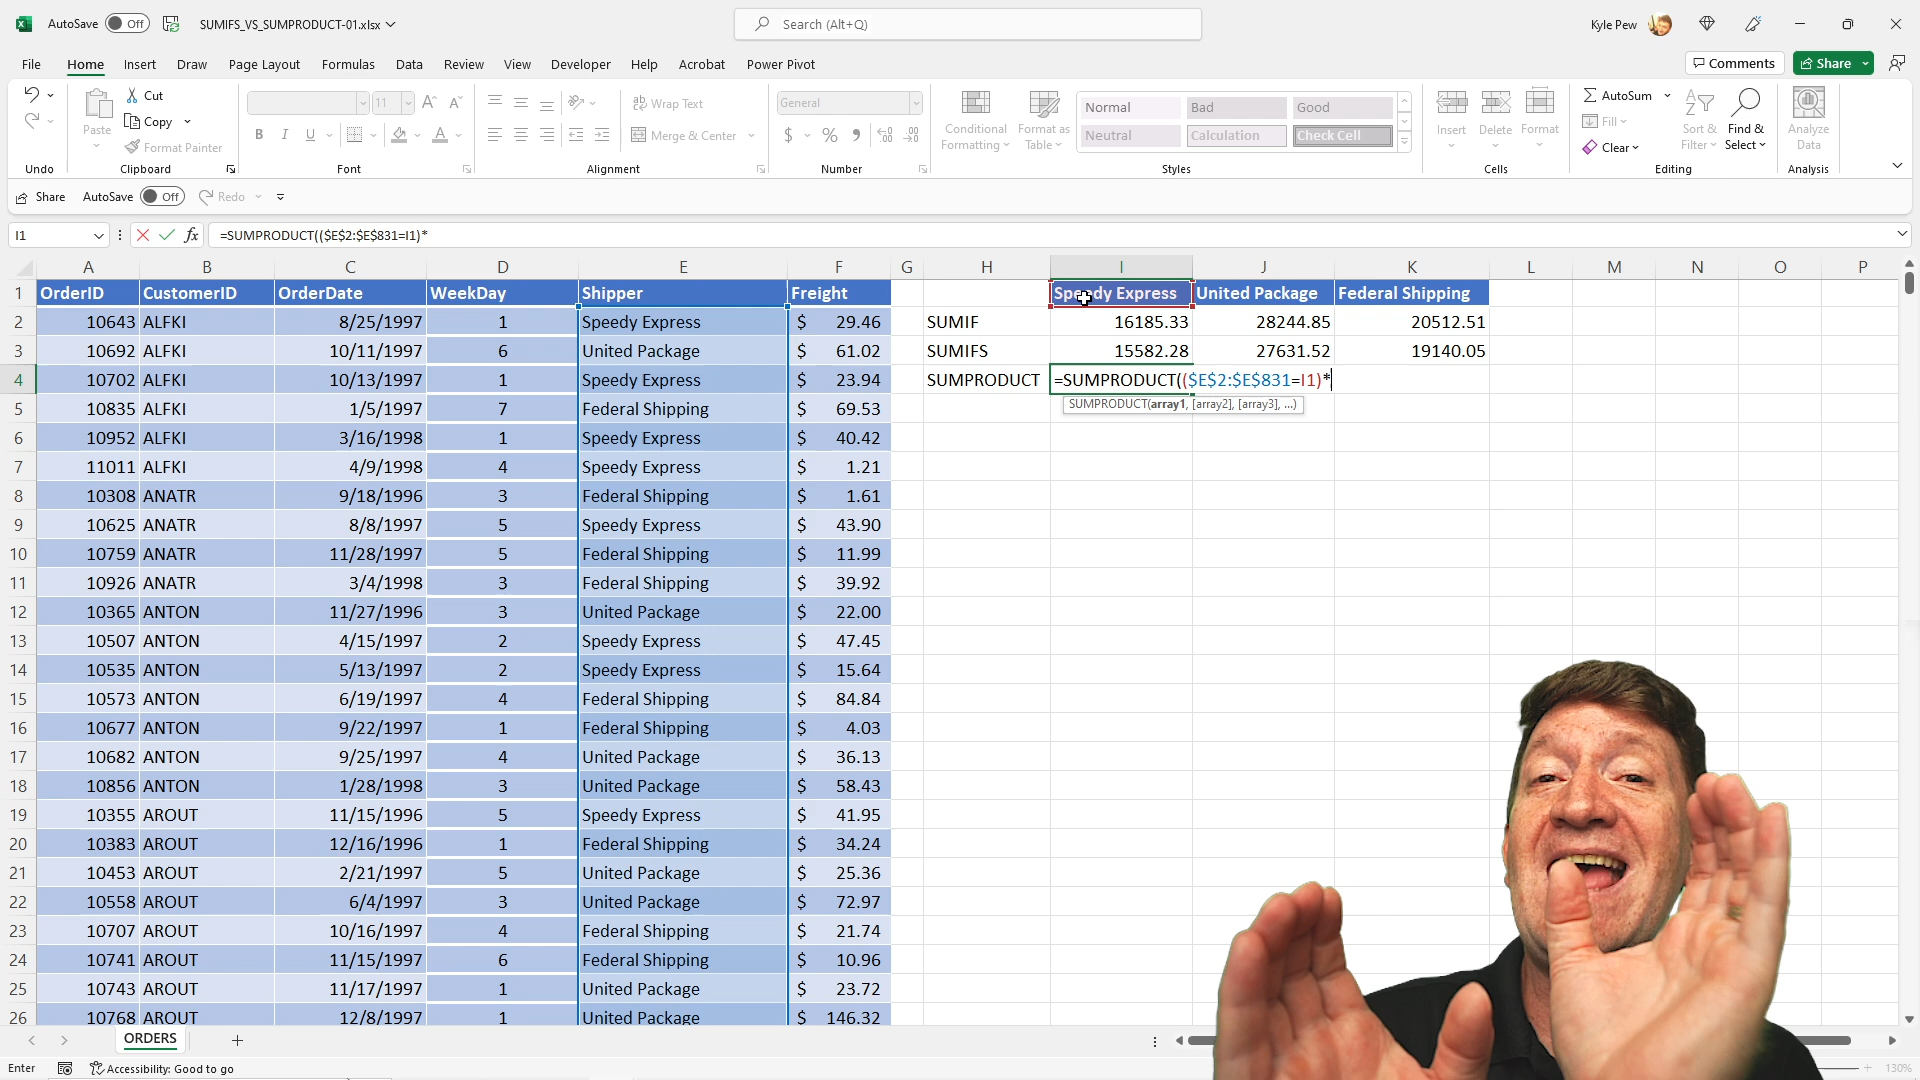 AutoSave Off SUMIFS_VS_SUMPRODUCT-01.xlsx Search (Alt+Q) Kyle Pew
File Home Insert Draw Page Layout Formulas Data Review View Developer Help Acrobat Power Pivot Comments Share
Cut
Copy
Format Painter
Paste
11
Wrap Text
Merge & Center
General
$ % 9
Conditional Formatting
Format as Table
Normal Bad Good
Neutral Calculation Check Cell
Insert Delete Format
AutoSum
Fill
Clear
Sort & Filter
Find & Select
Analyze Data
Undo Clipboard Font Alignment Number Styles Cells Editing Analysis
Share AutoSave Off Redo
I1 fx =SUMPRODUCT(($E$2:$E$831=I1)*
A B C D E F G H I J K L M N O P
1 OrderID CustomerID OrderDate WeekDay Shipper Freight Speedy Express United Package Federal Shipping
2 10643 ALFKI 8/25/1997 1 Speedy Express $ 29.46 SUMIF 16185.33 28244.85 20512.51
3 10692 ALFKI 10/11/1997 6 United Package $ 61.02 SUMIFS 15582.28 27631.52 19140.05
4 10702 ALFKI 10/13/1997 1 Speedy Express $ 23.94 SUMPRODUCT =SUMPRODUCT(($E$2:$E$831=I1)*
SUMPRODUCT(array1, [array2], [array3], ...)
5 10835 ALFKI 1/5/1997 7 Federal Shipping $ 69.53
6 10952 ALFKI 3/16/1998 1 Speedy Express $ 40.42
7 11011 ALFKI 4/9/1998 4 Speedy Express $ 1.21
8 10308 ANATR 9/18/1996 3 Federal Shipping $ 1.61
9 10625 ANATR 8/8/1997 5 Speedy Express $ 43.90
10 10759 ANATR 11/28/1997 5 Federal Shipping $ 11.99
11 10926 ANATR 3/4/1998 3 Federal Shipping $ 39.92
12 10365 ANTON 11/27/1996 3 United Package $ 22.00
13 10507 ANTON 4/15/1997 2 Speedy Express $ 47.45
14 10535 ANTON 5/13/1997 2 Speedy Express $ 15.64
15 10573 ANTON 6/19/1997 4 Federal Shipping $ 84.84
16 10677 ANTON 9/22/1997 1 Federal Shipping $ 4.03
17 10682 ANTON 9/25/1997 4 United Package $ 36.13
18 10856 ANTON 1/28/1998 3 United Package $ 58.43
19 10355 AROUT 11/15/1996 5 Speedy Express $ 41.95
20 10383 AROUT 12/16/1996 1 Federal Shipping $ 34.24
21 10453 AROUT 2/21/1997 5 United Package $ 25.36
22 10558 AROUT 6/4/1997 3 United Package $ 72.97
23 10707 AROUT 10/16/1997 4 Federal Shipping $ 21.74
24 10741 AROUT 11/15/1997 6 Federal Shipping $ 10.96
25 10743 AROUT 11/17/1997 1 United Package $ 23.72
26 10768 AROUT 12/8/1997 1 United Package $ 146.32
ORDERS
Enter Accessibility: Good to go 130%